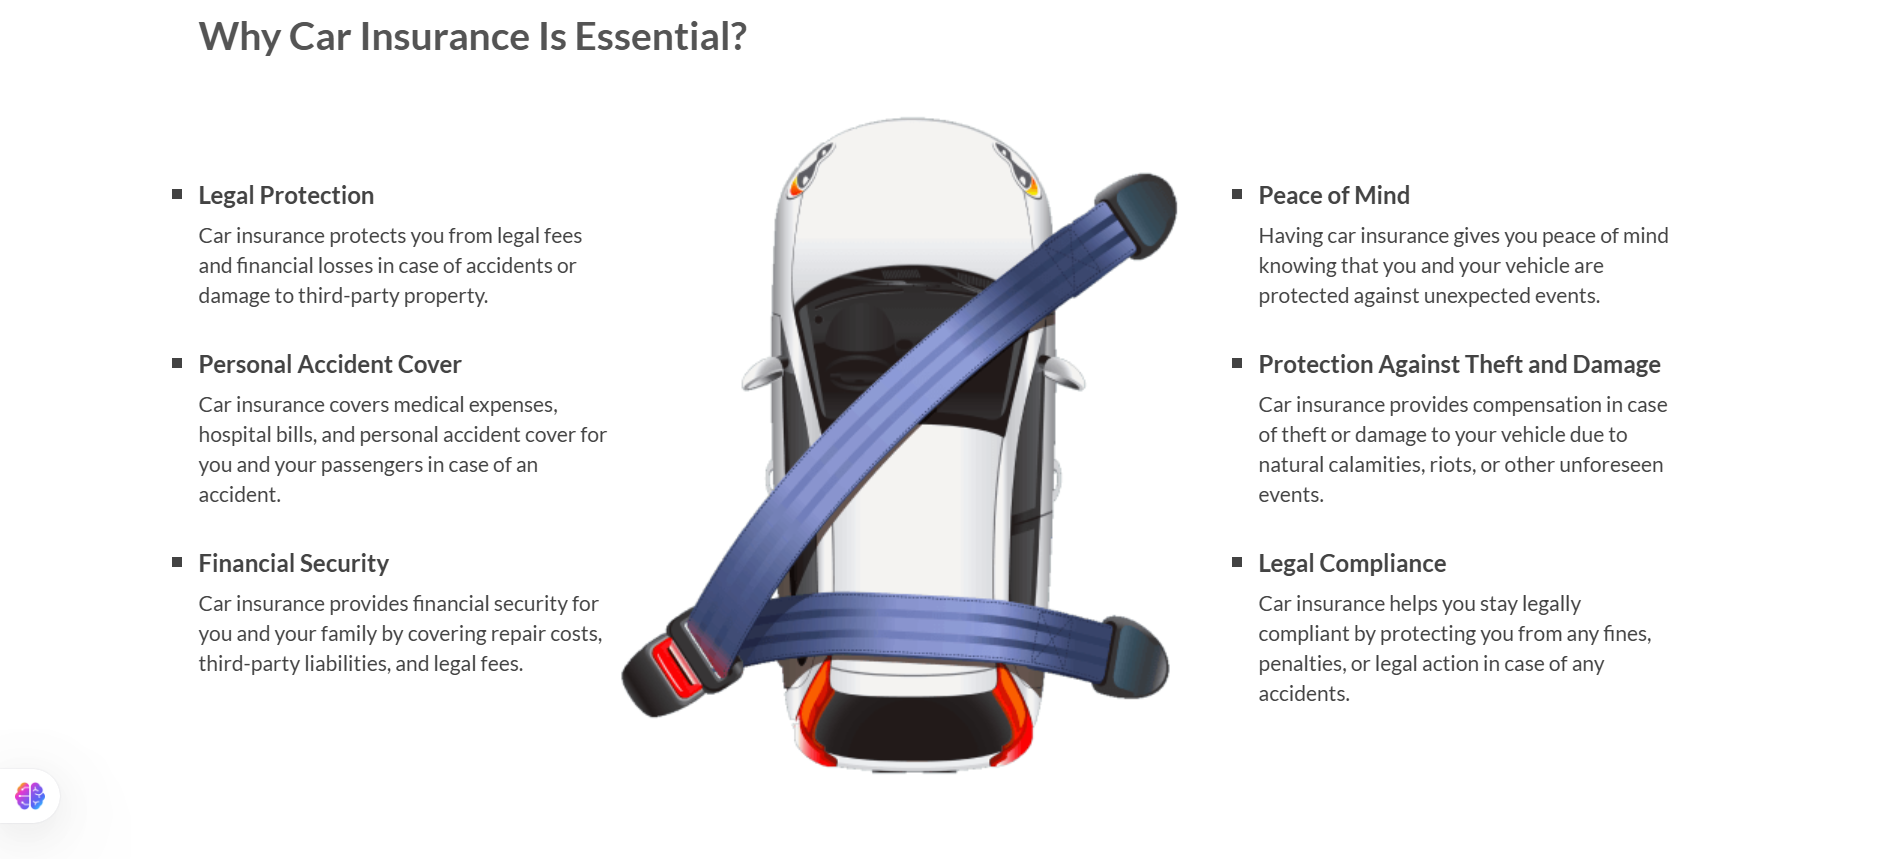 Why Car Insurance Is Essential?
Legal Protection
Car insurance protects you from legal fees
and financial losses in case of accidents or
damage to third-party property.
Personal Accident Cover
Car insurance covers medical expenses,
hospital bills, and personal accident cover for
you and your passengers in case of an
accident.
Financial Security
Car insurance provides financial security for
you and your family by covering repair costs,
third-party liabilities, and legal fees.
Peace of Mind
Having car insurance gives you peace of mind
knowing that you and your vehicle are
protected against unexpected events.
Protection Against Theft and Damage
Car insurance provides compensation in case
of theft or damage to your vehicle due to
natural calamities, riots, or other unforeseen
events.
Legal Compliance
Car insurance helps you stay legally
compliant by protecting you from any fines,
penalties, or legal action in case of any
accidents.